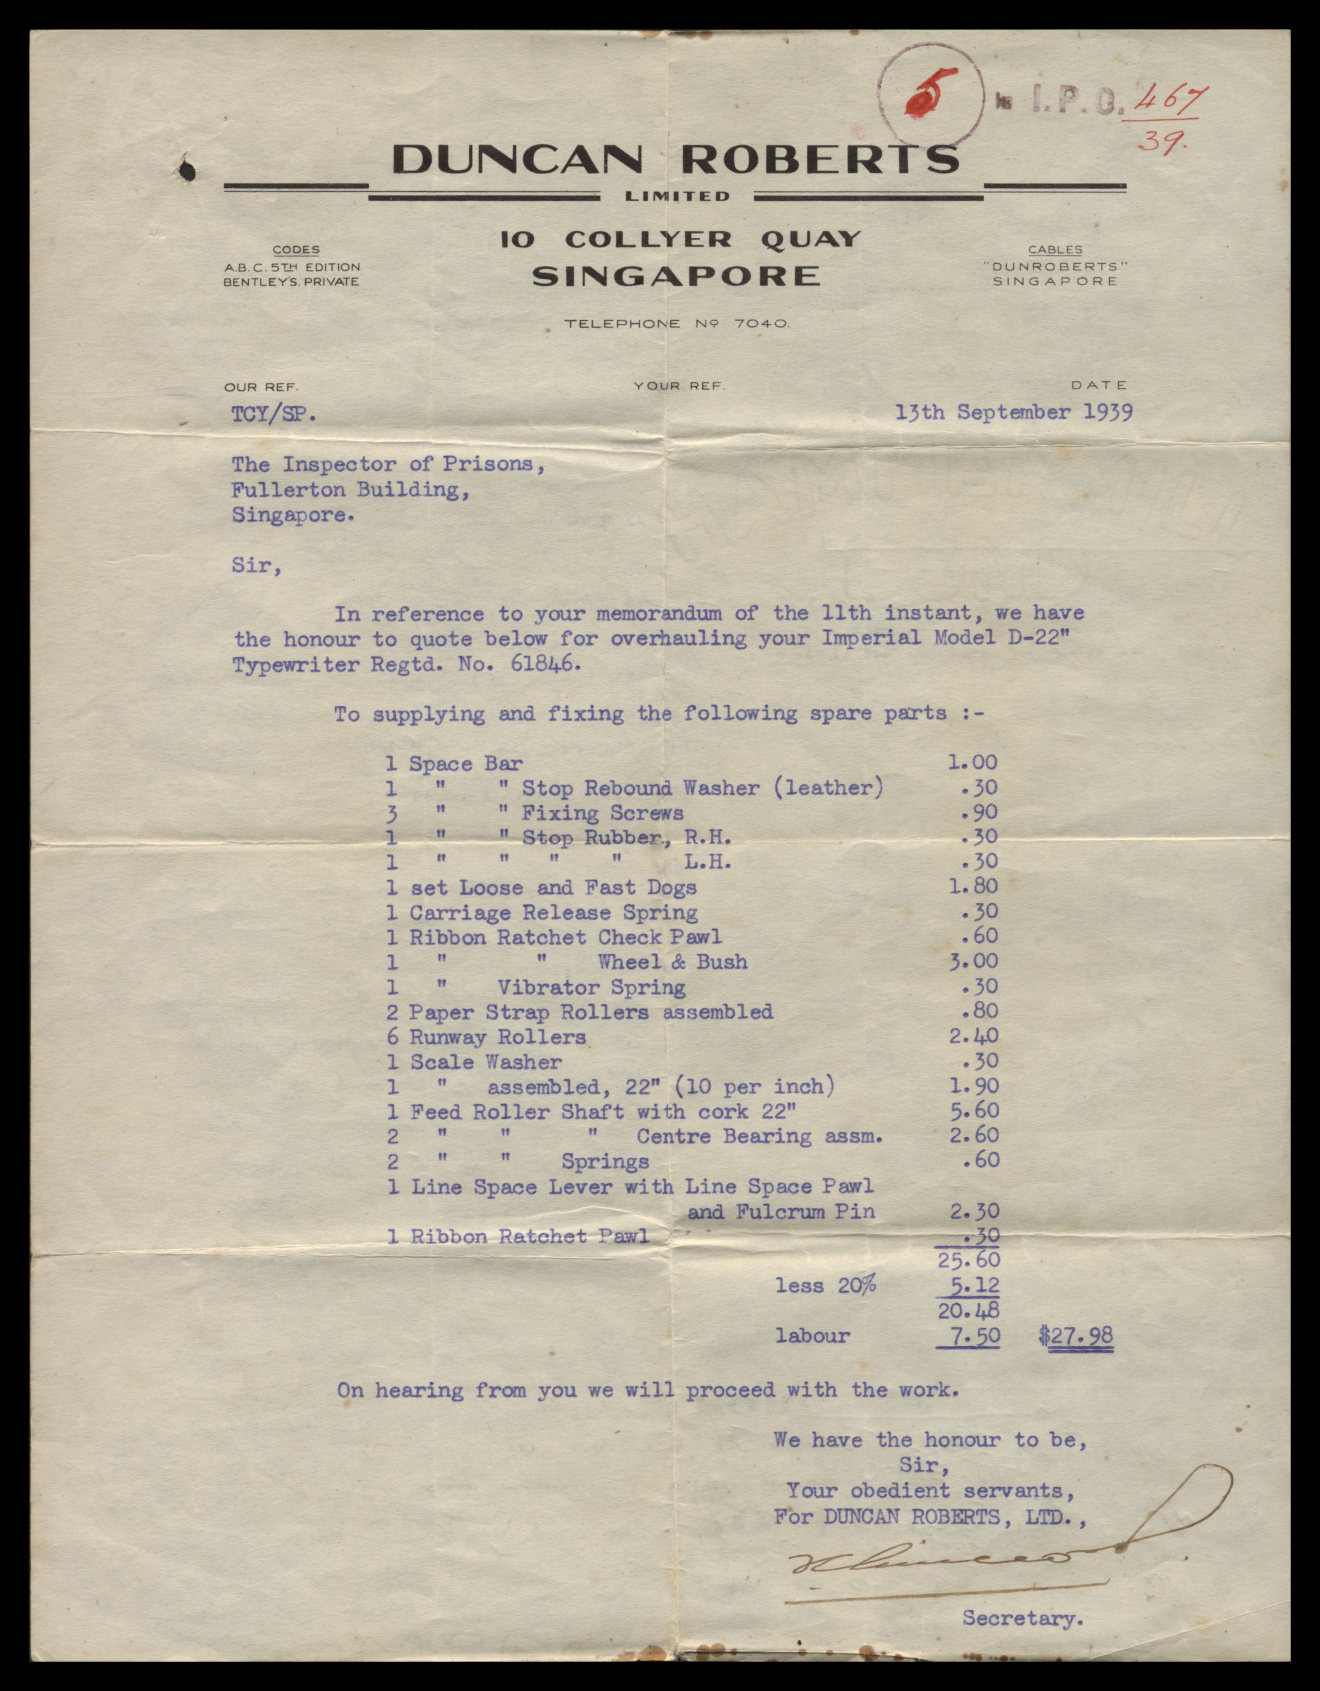 5 in I.P.O. 467/39.
DUNCAN ROBERTS
LIMITED
10 COLLYER QUAY
SINGAPORE
CODES
A.B.C. 5TH EDITION
BENTLEY'S. PRIVATE
CABLES
"DUNROBERTS"
SINGAPORE
TELEPHONE Nº 7040.
OUR REF. YOUR REF. DATE
TCY/SP. 13th September 1939
The Inspector of Prisons,
Fullerton Building,
Singapore.
Sir,
In reference to your memorandum of the 11th instant, we have
the honour to quote below for overhauling your Imperial Model D-22"
Typewriter Regtd. No. 61846.
To supplying and fixing the following spare parts :-
1 Space Bar 1.00
1 " " Stop Rebound Washer (leather) .30
3 " " Fixing Screws .90
1 " " Stop Rubber, R.H. .30
1 " " " " L.H. .30
1 set Loose and Fast Dogs 1.80
1 Carriage Release Spring .30
1 Ribbon Ratchet Check Pawl .60
1 " " Wheel & Bush 3.00
1 " Vibrator Spring .30
2 Paper Strap Rollers assembled .80
6 Runway Rollers 2.40
1 Scale Washer .30
1 " assembled, 22" (10 per inch) 1.90
1 Feed Roller Shaft with cork 22" 5.60
2 " " " Centre Bearing assm. 2.60
2 " " Springs .60
1 Line Space Lever with Line Space Pawl
and Fulcrum Pin 2.30
1 Ribbon Ratchet Pawl .30
25.60
less 20% 5.12
20.48
labour 7.50 $27.98
On hearing from you we will proceed with the work.
We have the honour to be,
Sir,
Your obedient servants,
For DUNCAN ROBERTS, LTD.,
Secretary.